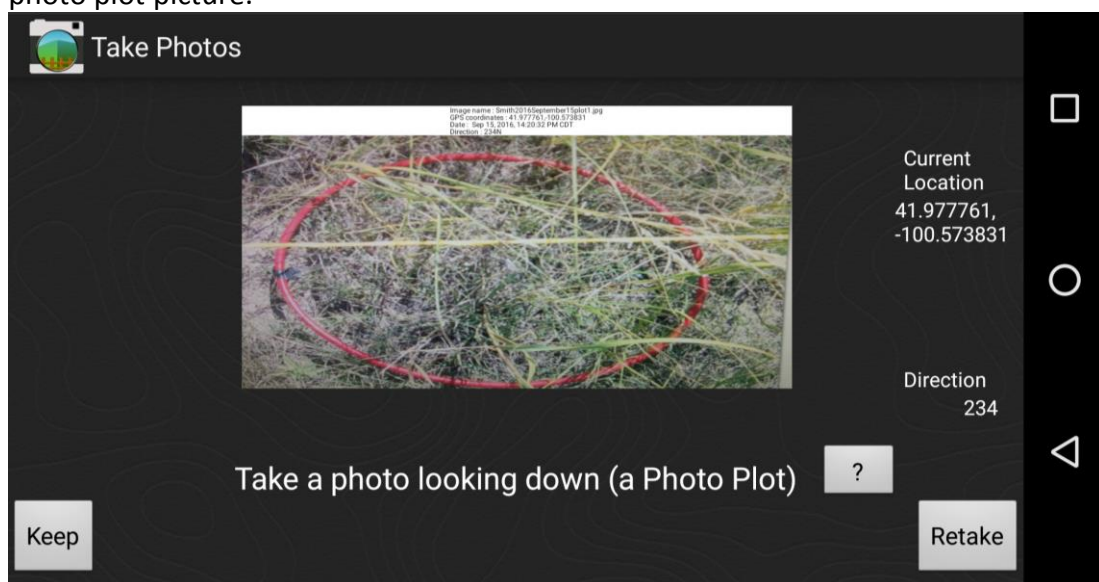 photo plot picture.
Take Photos
Image name : Smith2016September15plot1.jpg
GPS coordinates : 41.977761,-100.573831
Date : Sep 15, 2016, 14:20:32 PM CDT
Direction : 234N
Current
Location
41.977761,
-100.573831
Direction
234
Take a photo looking down (a Photo Plot)
?
Keep
Retake